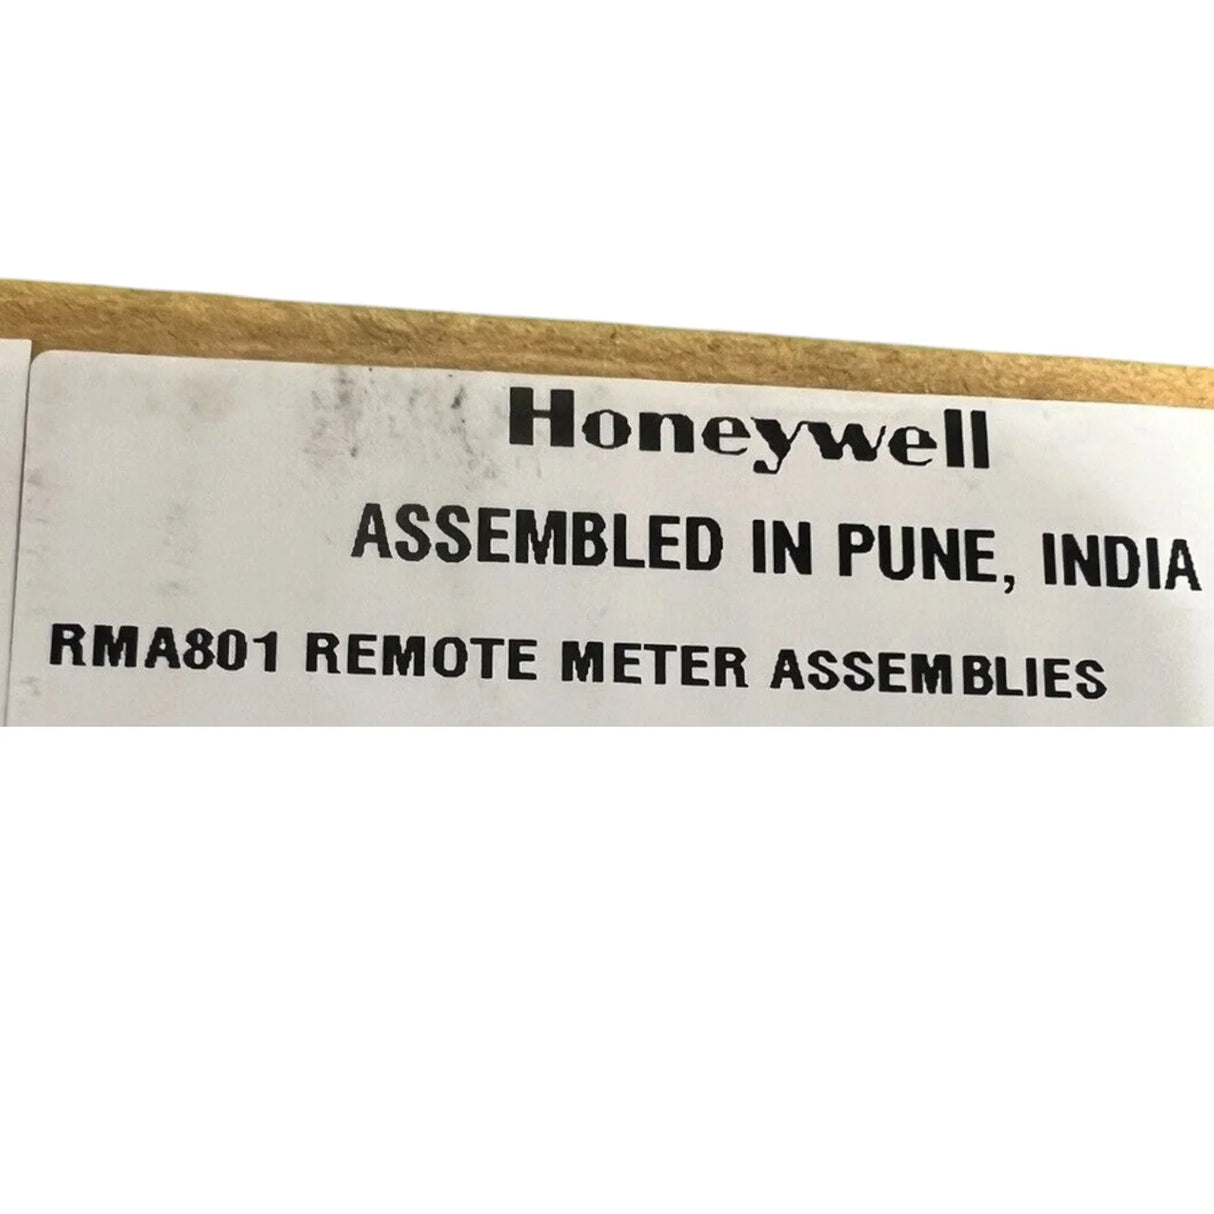 Honeywell
ASSEMBLED IN PUNE, INDIA
RMA801 REMOTE METER ASSEMBLIES